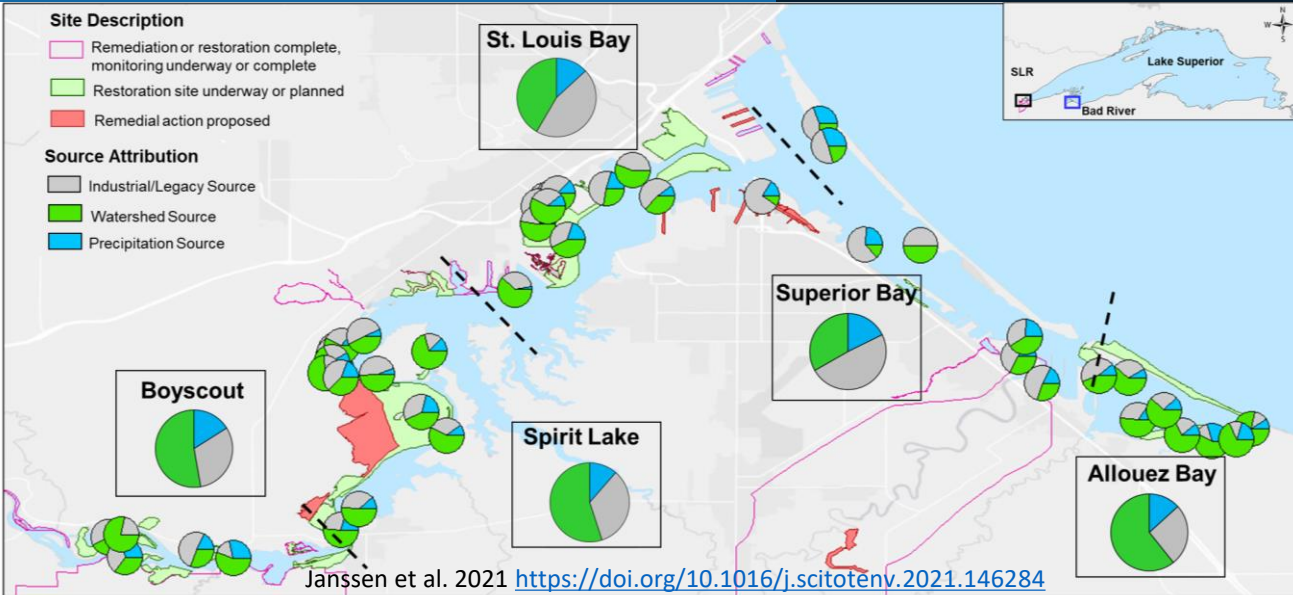 Site Description
Remediation or restoration complete,
monitoring underway or complete
Restoration site underway or planned
Remedial action proposed
Source Attribution
Industrial/Legacy Source
Watershed Source
Precipitation Source
St. Louis Bay
N
W
E
S
SLR
Lake Superior
Bad River
Superior Bay
Boyscout
Spirit Lake
Allouez Bay
Janssen et al. 2021 https://doi.org/10.1016/j.scitotenv.2021.146284